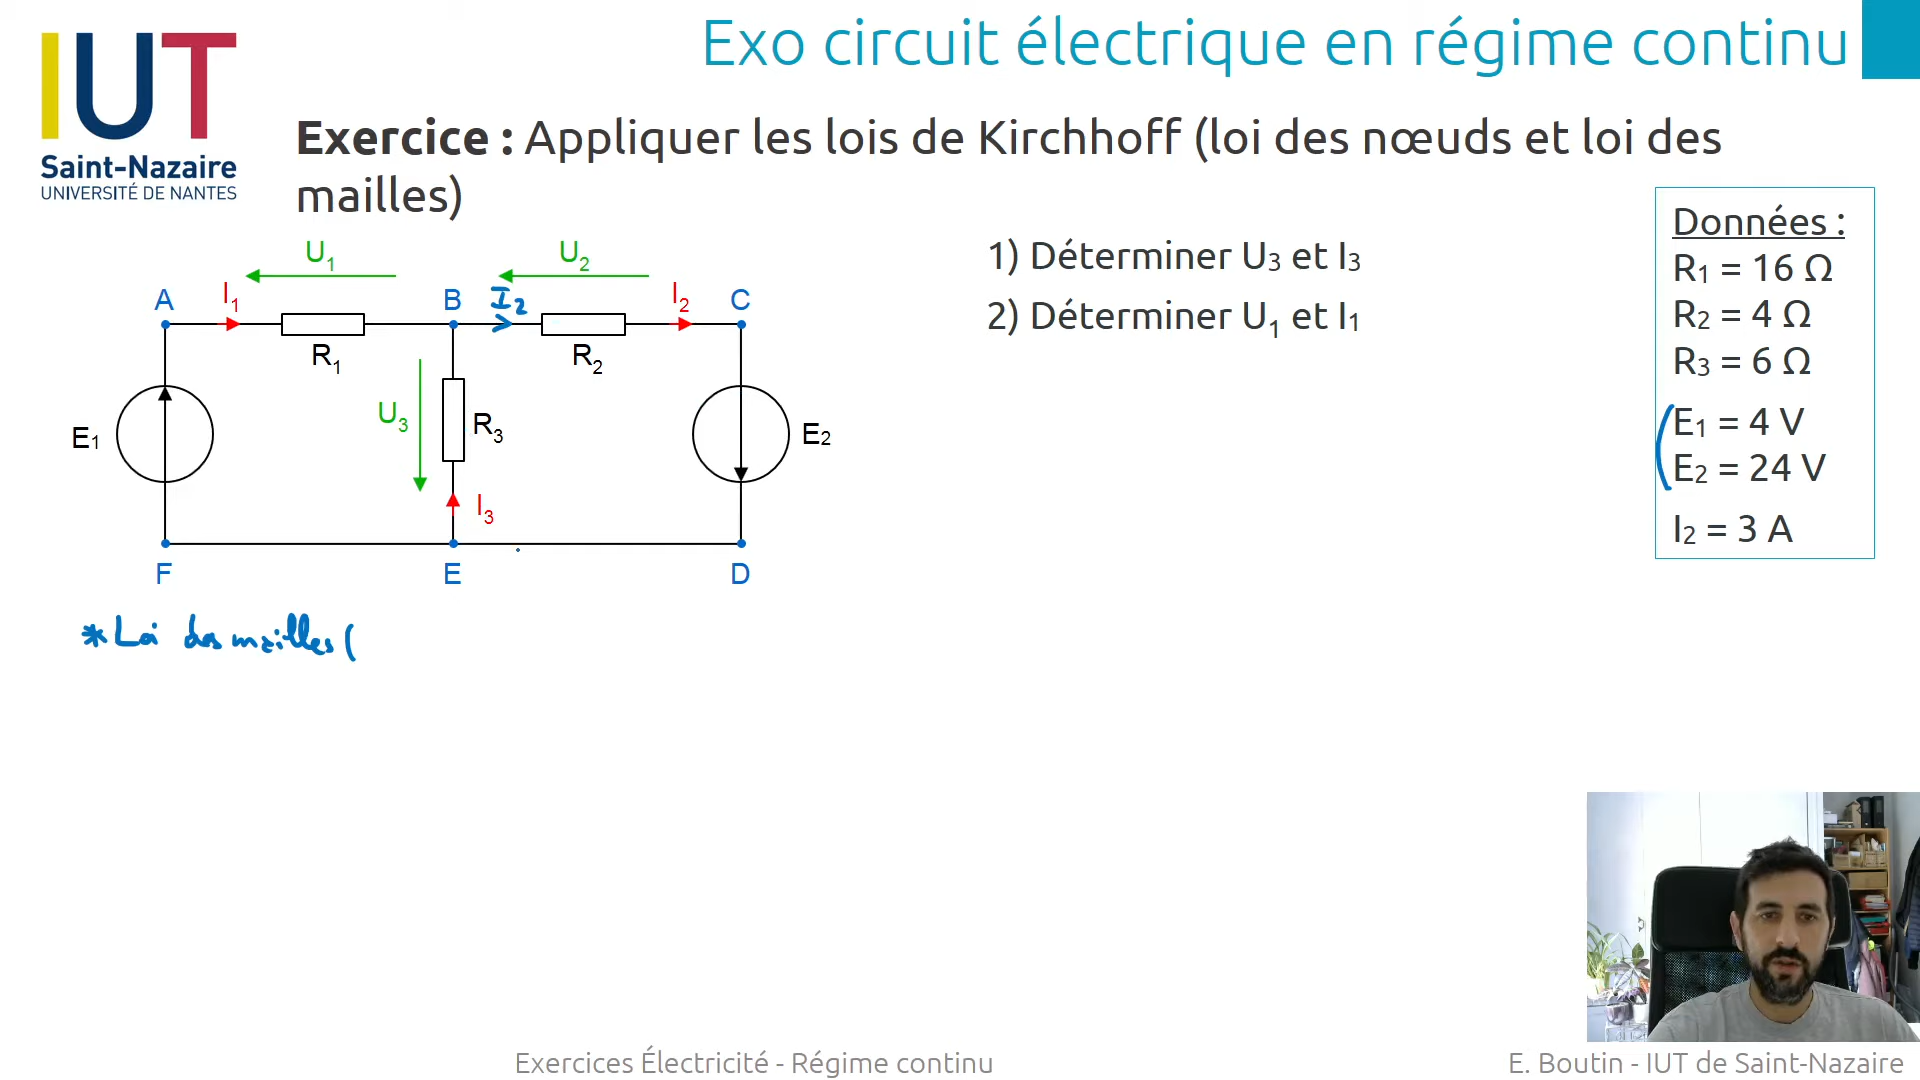 Exo circuit électrique en régime continu
IUT
Saint-Nazaire
UNIVERSITÉ DE NANTES
Exercice : Appliquer les lois de Kirchhoff (loi des nœuds et loi des
mailles)
1) Déterminer U3 et I3
2) Déterminer U1 et I1
Données :
R1 = 16 Ω
R2 = 4 Ω
R3 = 6 Ω
E1 = 4 V
E2 = 24 V
I2 = 3 A
U1
U2
A
I1
B
I2
I2
C
R1
R2
U3
R3
E1
E2
I3
F
E
D
* Loi des mailles (
Exercices Électricité - Régime continu
E. Boutin - IUT de Saint-Nazaire